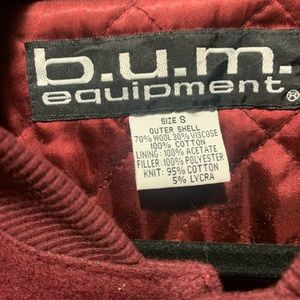 b.u.m.
equipment®
SIZE S
OUTER SHELL
70% WOOL 30% VISCOSE
100% COTTON
LINING: 100% ACETATE
FILLER: 100% POLYESTER
KNIT: 95% COTTON
5% LYCRA